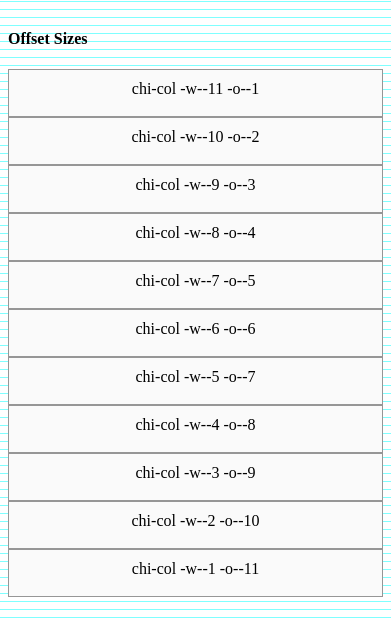 Offset Sizes
chi-col -w--11 -o--1
chi-col -w--10 -o--2
chi-col -w--9 -o--3
chi-col -w--8 -o--4
chi-col -w--7 -o--5
chi-col -w--6 -o--6
chi-col -w--5 -o--7
chi-col -w--4 -o--8
chi-col -w--3 -o--9
chi-col -w--2 -o--10
chi-col -w--1 -o--11